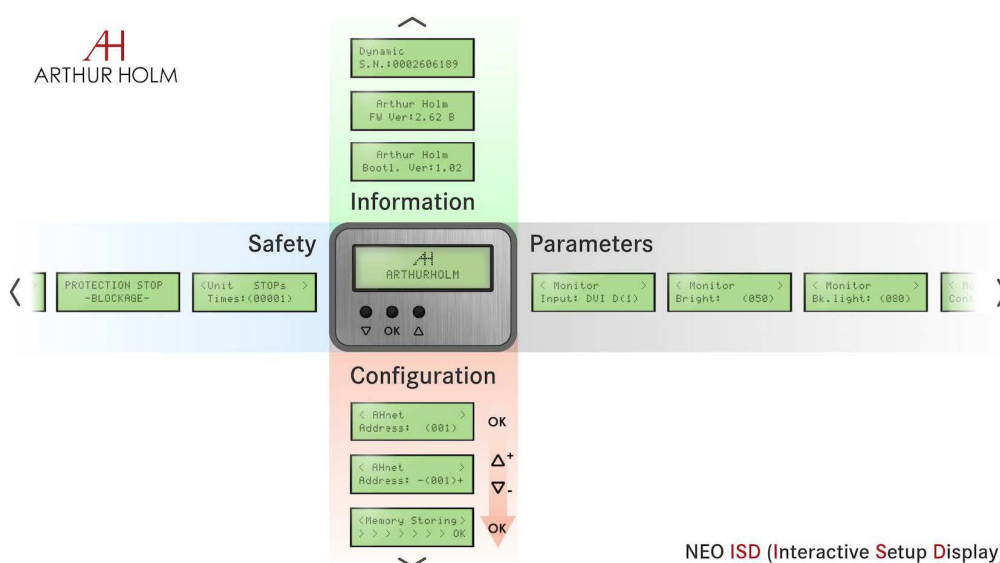 ARTHUR HOLM
Dynamic
S.N.:0002606189
Arthur Holm
FW Ver:2.62 B
Arthur Holm
Bootl. Ver:1.02
Information
Safety
Parameters
PROTECTION STOP
-BLOCKAGE-
<Unit STOPs >
Times:(00001)
ARTHURHOLM
OK
< Monitor >
Input: DVI D(1)
< Monitor >
Bright: (050)
< Monitor >
Bk.light: (080)
Configuration
< AHnet >
Address: (001)
OK
< AHnet >
Address: -(001)+
+
-
<Memory Storing>
> > > > > > > OK
OK
NEO ISD (Interactive Setup Display)